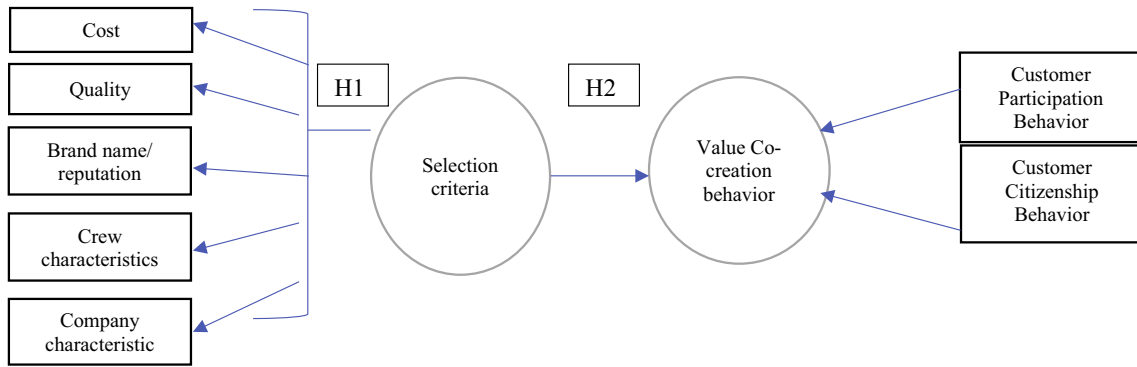 Cost
Quality
Brand name/
reputation
Crew
characteristics
Company
characteristic
H1
Selection
criteria
H2
Value Co-
creation
behavior
Customer
Participation
Behavior
Customer
Citizenship
Behavior